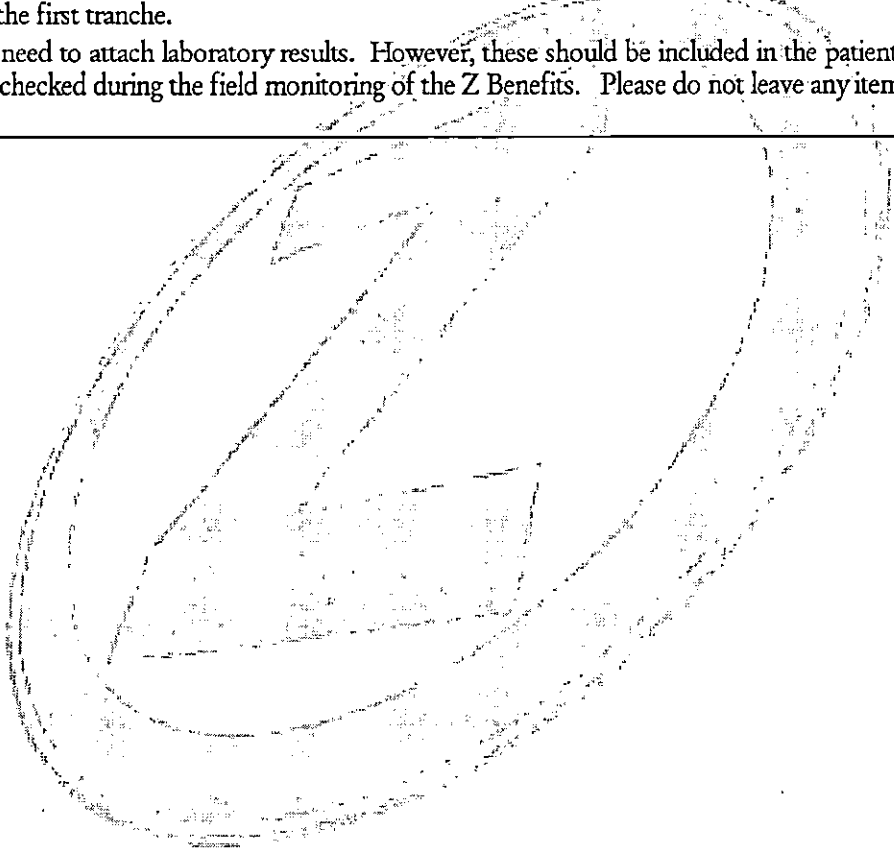 the first tranche.
need to attach laboratory results. However, these should be included in the patient
checked during the field monitoring of the Z Benefits. Please do not leave any item